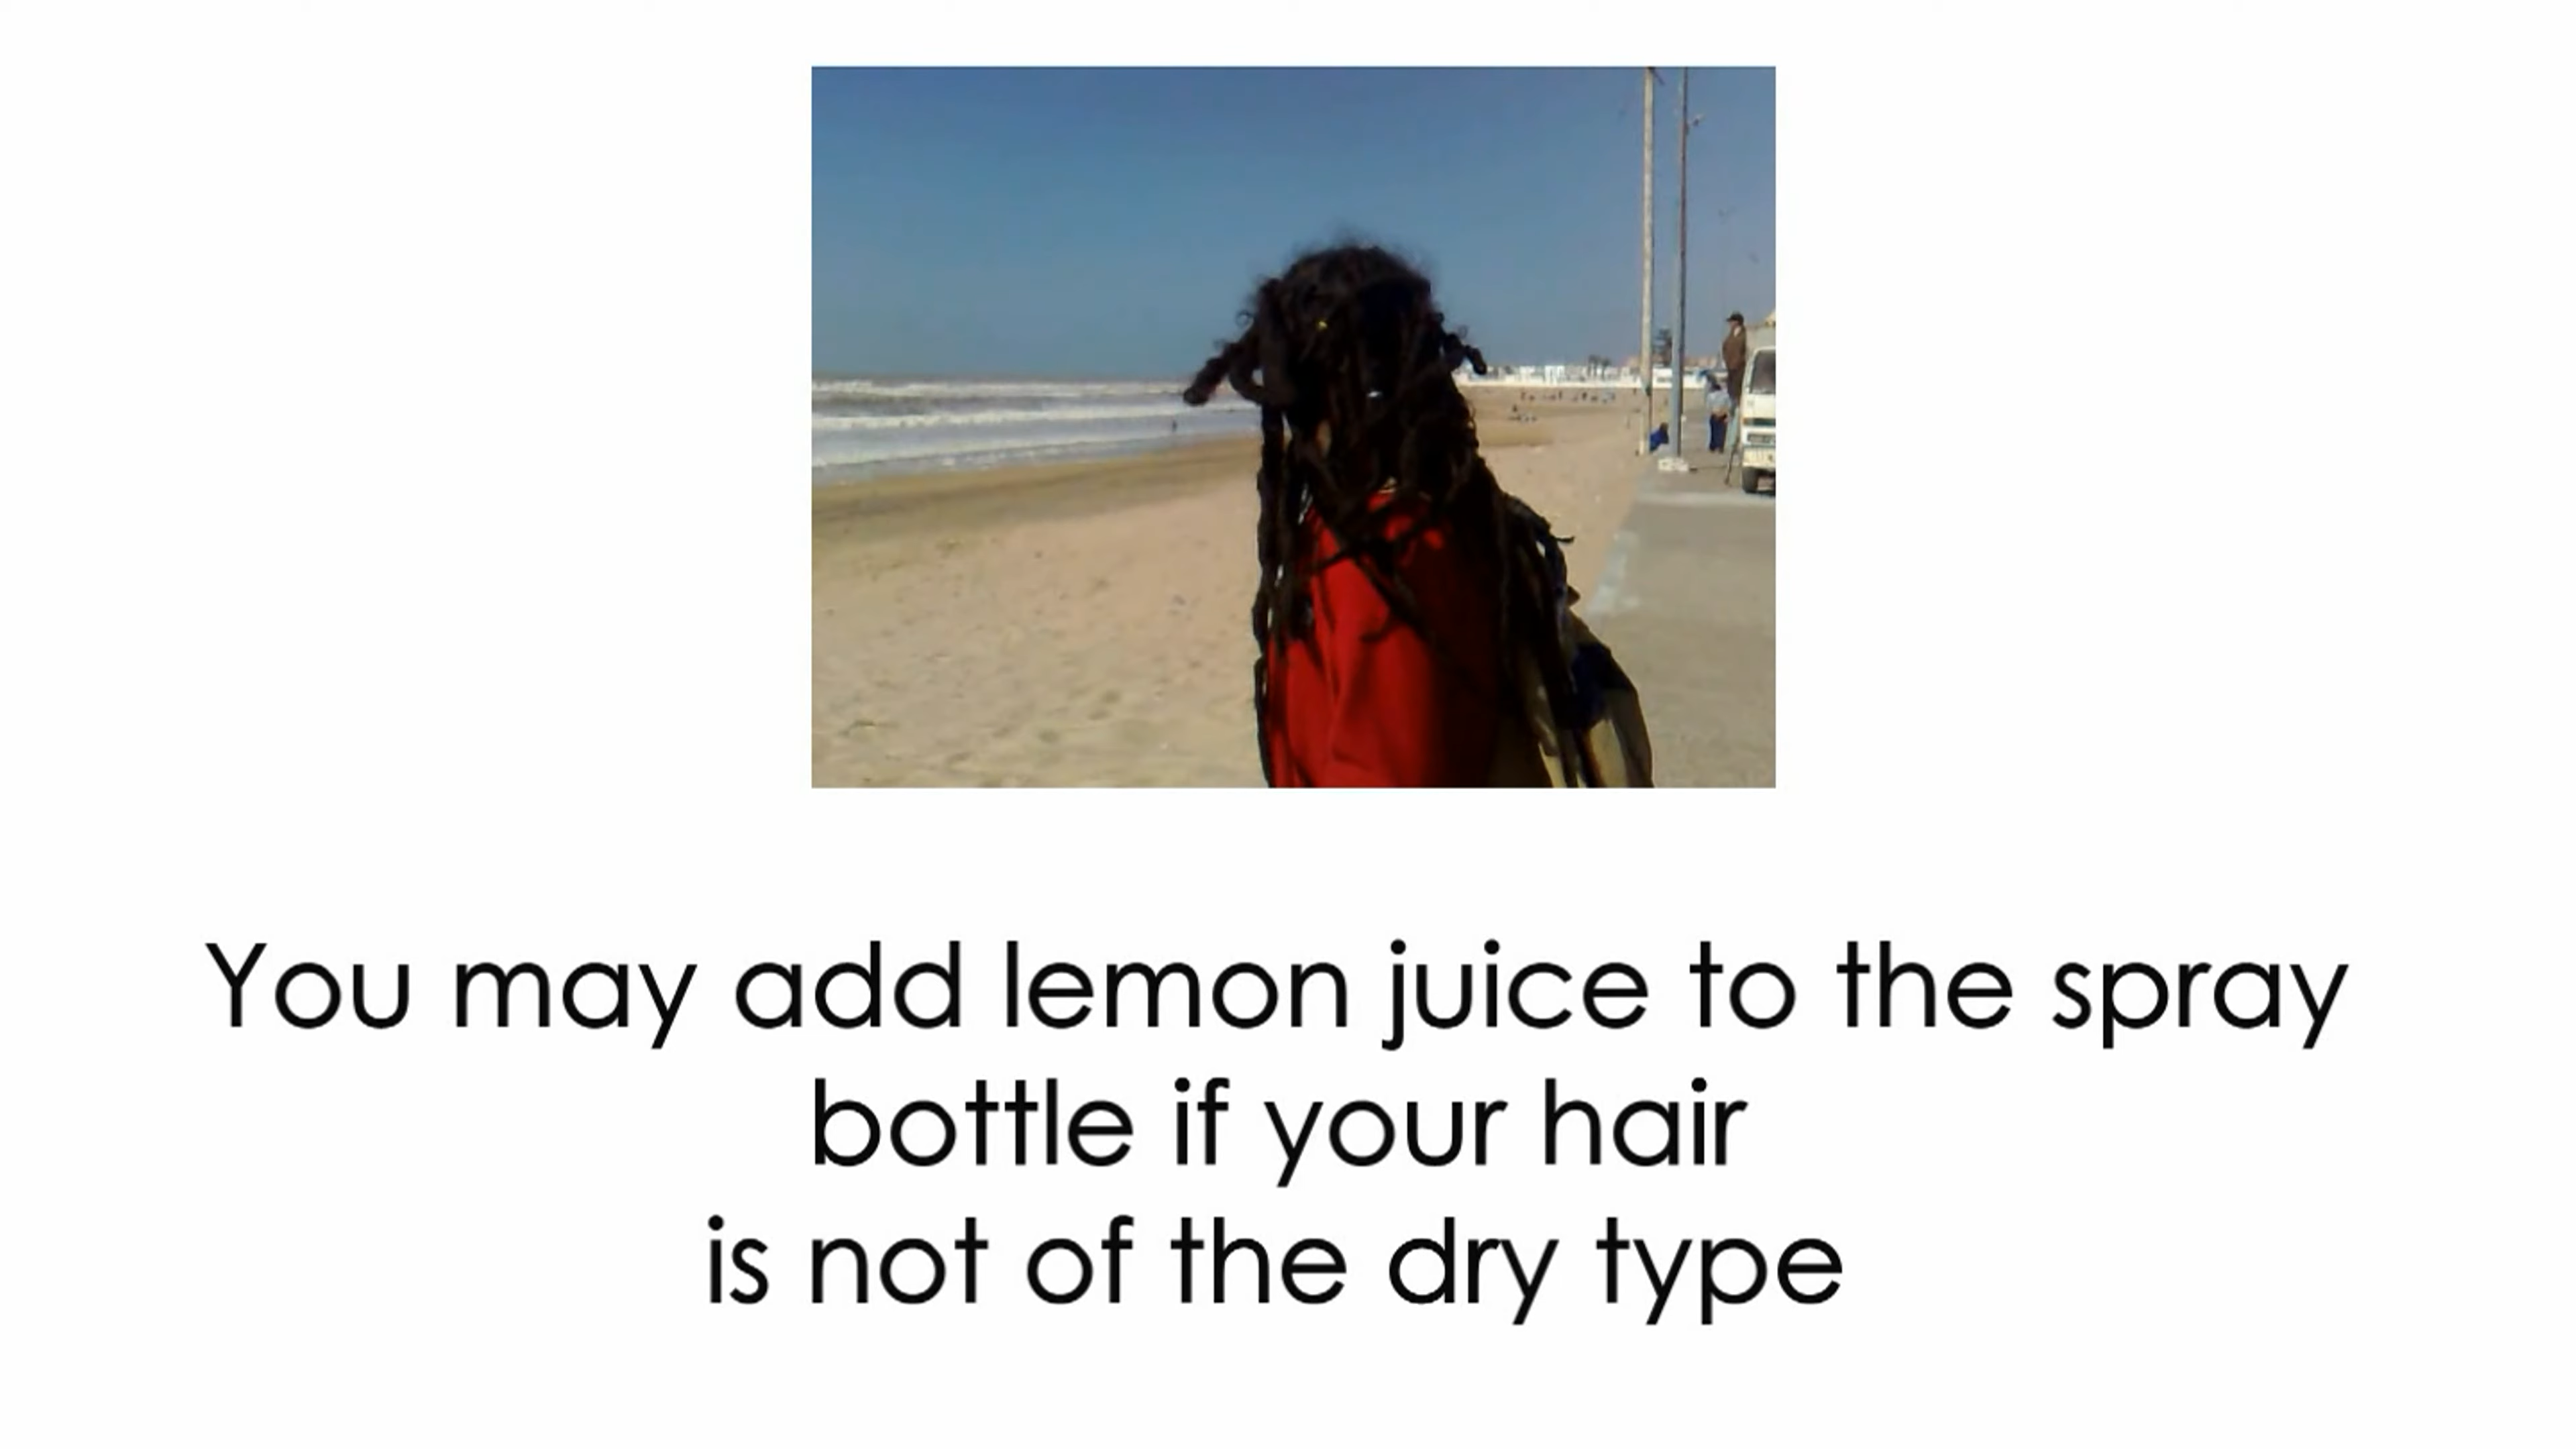 You may add lemon juice to the spray
bottle if your hair
is not of the dry type